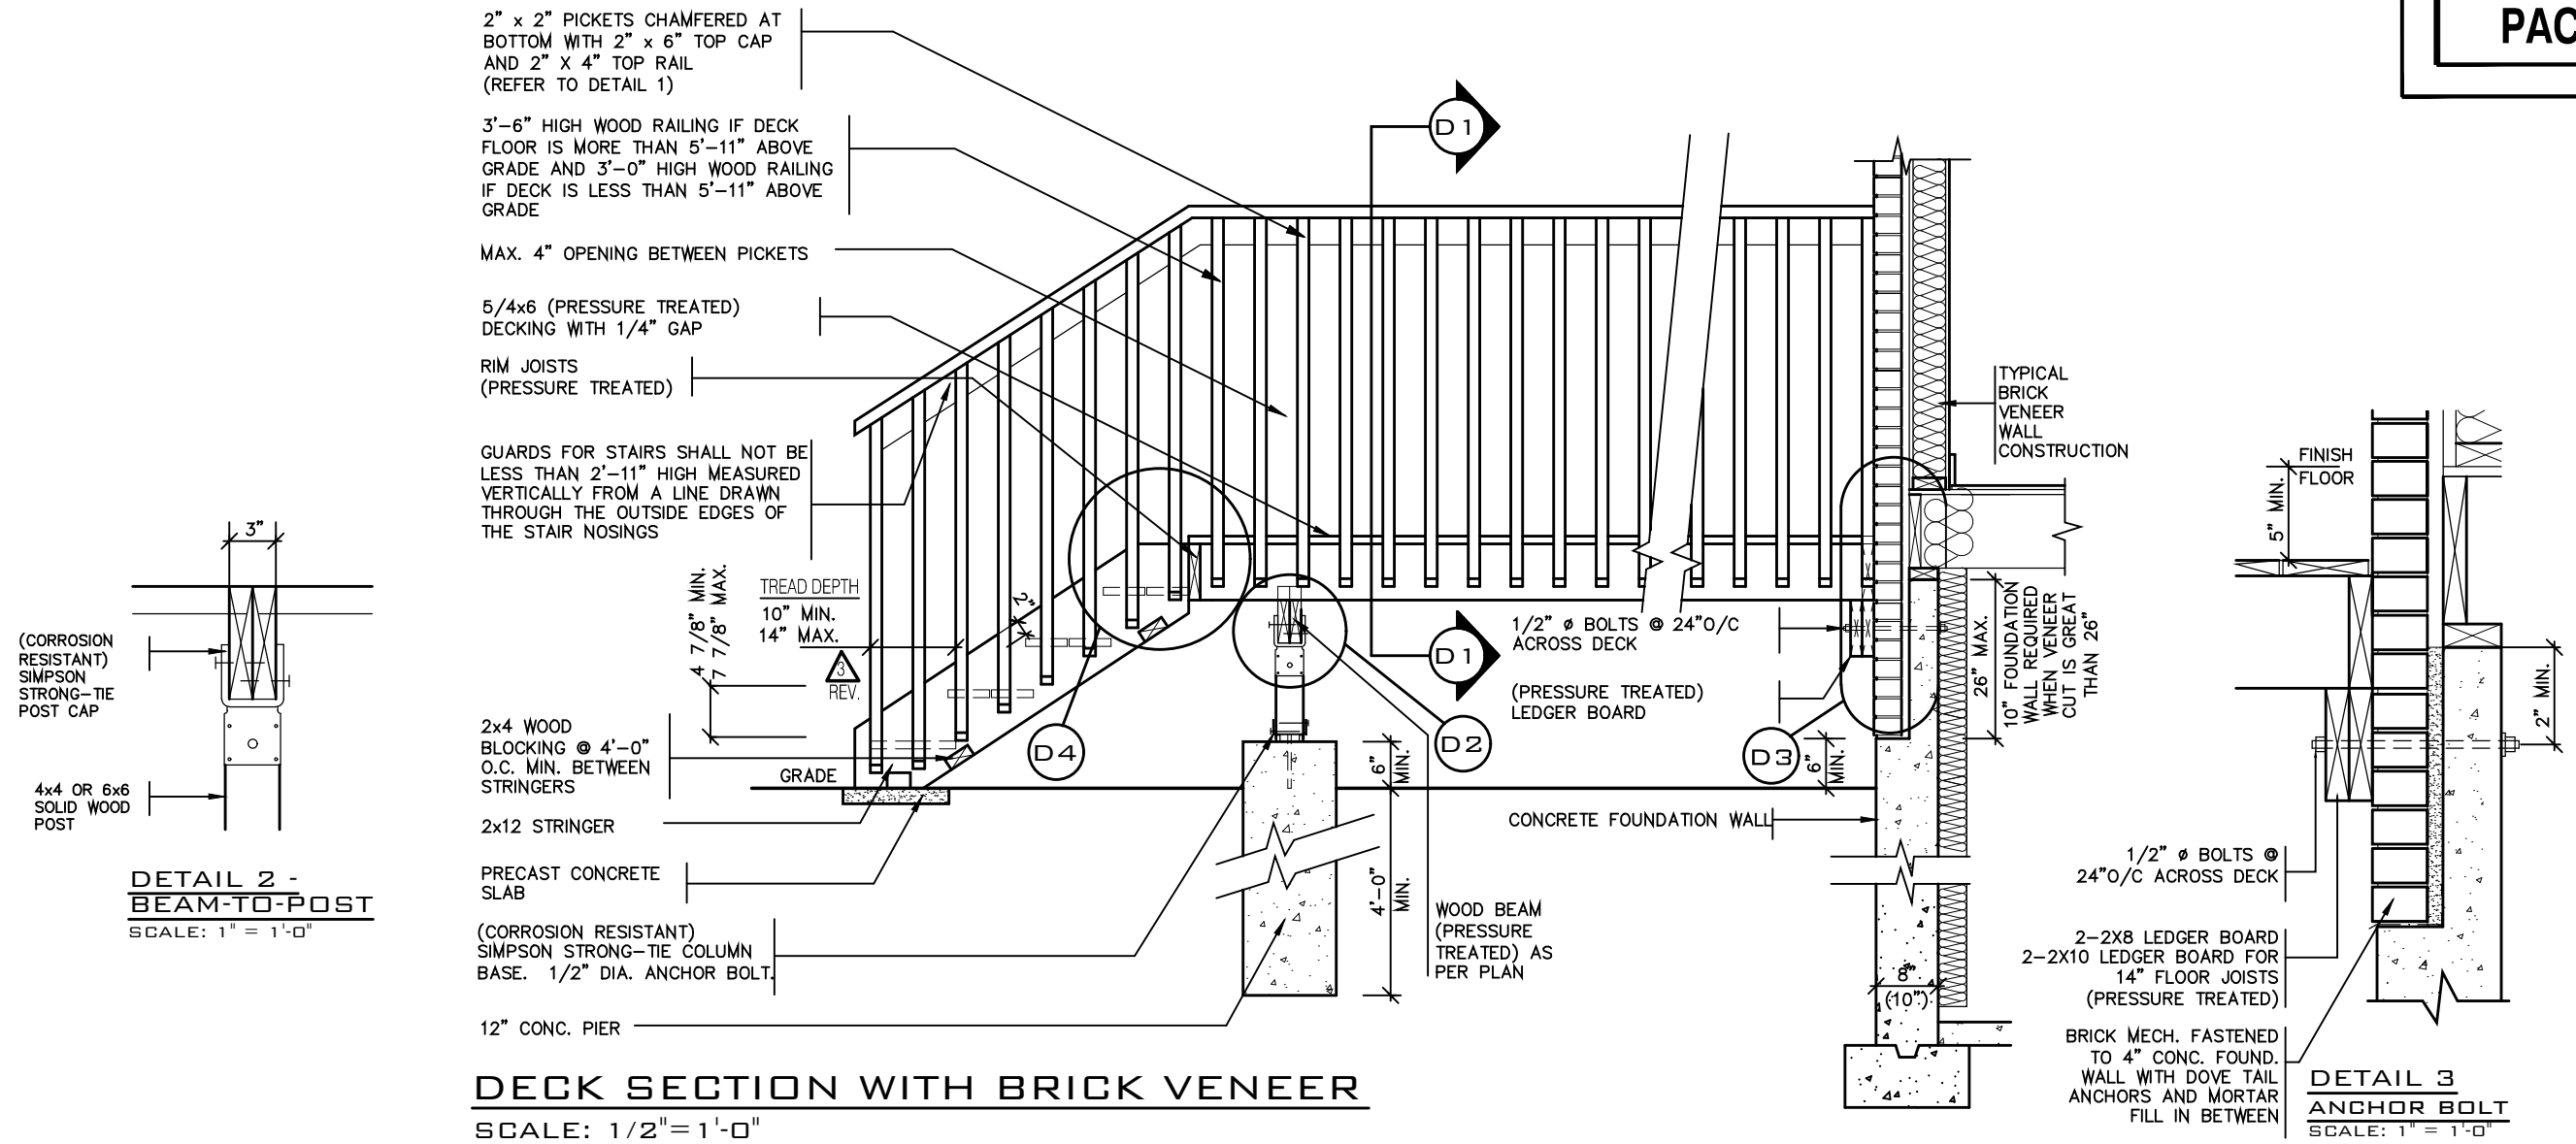 PAC
2" x 2" PICKETS CHAMFERED AT
BOTTOM WITH 2" x 6" TOP CAP
AND 2" X 4" TOP RAIL
(REFER TO DETAIL 1)
3'-6" HIGH WOOD RAILING IF DECK
FLOOR IS MORE THAN 5'-11" ABOVE
GRADE AND 3'-0" HIGH WOOD RAILING
IF DECK IS LESS THAN 5'-11" ABOVE
GRADE
MAX. 4" OPENING BETWEEN PICKETS
5/4x6 (PRESSURE TREATED)
DECKING WITH 1/4" GAP
RIM JOISTS
(PRESSURE TREATED)
GUARDS FOR STAIRS SHALL NOT BE
LESS THAN 2'-11" HIGH MEASURED
VERTICALLY FROM A LINE DRAWN
THROUGH THE OUTSIDE EDGES OF
THE STAIR NOSINGS
4 7/8" MIN.
7 7/8" MAX.
TREAD DEPTH
10" MIN.
14" MAX.
3
REV.
2"
2x4 WOOD
BLOCKING @ 4'-0"
O.C. MIN. BETWEEN
STRINGERS
GRADE
2x12 STRINGER
PRECAST CONCRETE
SLAB
(CORROSION RESISTANT)
SIMPSON STRONG-TIE COLUMN
BASE. 1/2" DIA. ANCHOR BOLT.
12" CONC. PIER
D1
D1
D4
D2
D3
1/2" ø BOLTS @ 24"O/C
ACROSS DECK
(PRESSURE TREATED)
LEDGER BOARD
6"
MIN.
4'-0"
MIN.
WOOD BEAM
(PRESSURE
TREATED) AS
PER PLAN
6"
MIN.
CONCRETE FOUNDATION WALL
8"
(10")
TYPICAL
BRICK
VENEER
WALL
CONSTRUCTION
26" MAX.
10" FOUNDATION
WALL REQUIRED
WHEN VENEER
CUT IS GREAT
THAN 26"
DECK SECTION WITH BRICK VENEER
SCALE: 1/2"=1'-0"
3"
(CORROSION
RESISTANT)
SIMPSON
STRONG-TIE
POST CAP
4x4 OR 6x6
SOLID WOOD
POST
DETAIL 2 -
BEAM-TO-POST
SCALE: 1" = 1'-0"
FINISH
FLOOR
5" MIN.
2" MIN.
1/2" ø BOLTS @
24"O/C ACROSS DECK
2-2X8 LEDGER BOARD
2-2X10 LEDGER BOARD FOR
14" FLOOR JOISTS
(PRESSURE TREATED)
BRICK MECH. FASTENED
TO 4" CONC. FOUND.
WALL WITH DOVE TAIL
ANCHORS AND MORTAR
FILL IN BETWEEN
DETAIL 3
ANCHOR BOLT
SCALE: 1" = 1'-0"